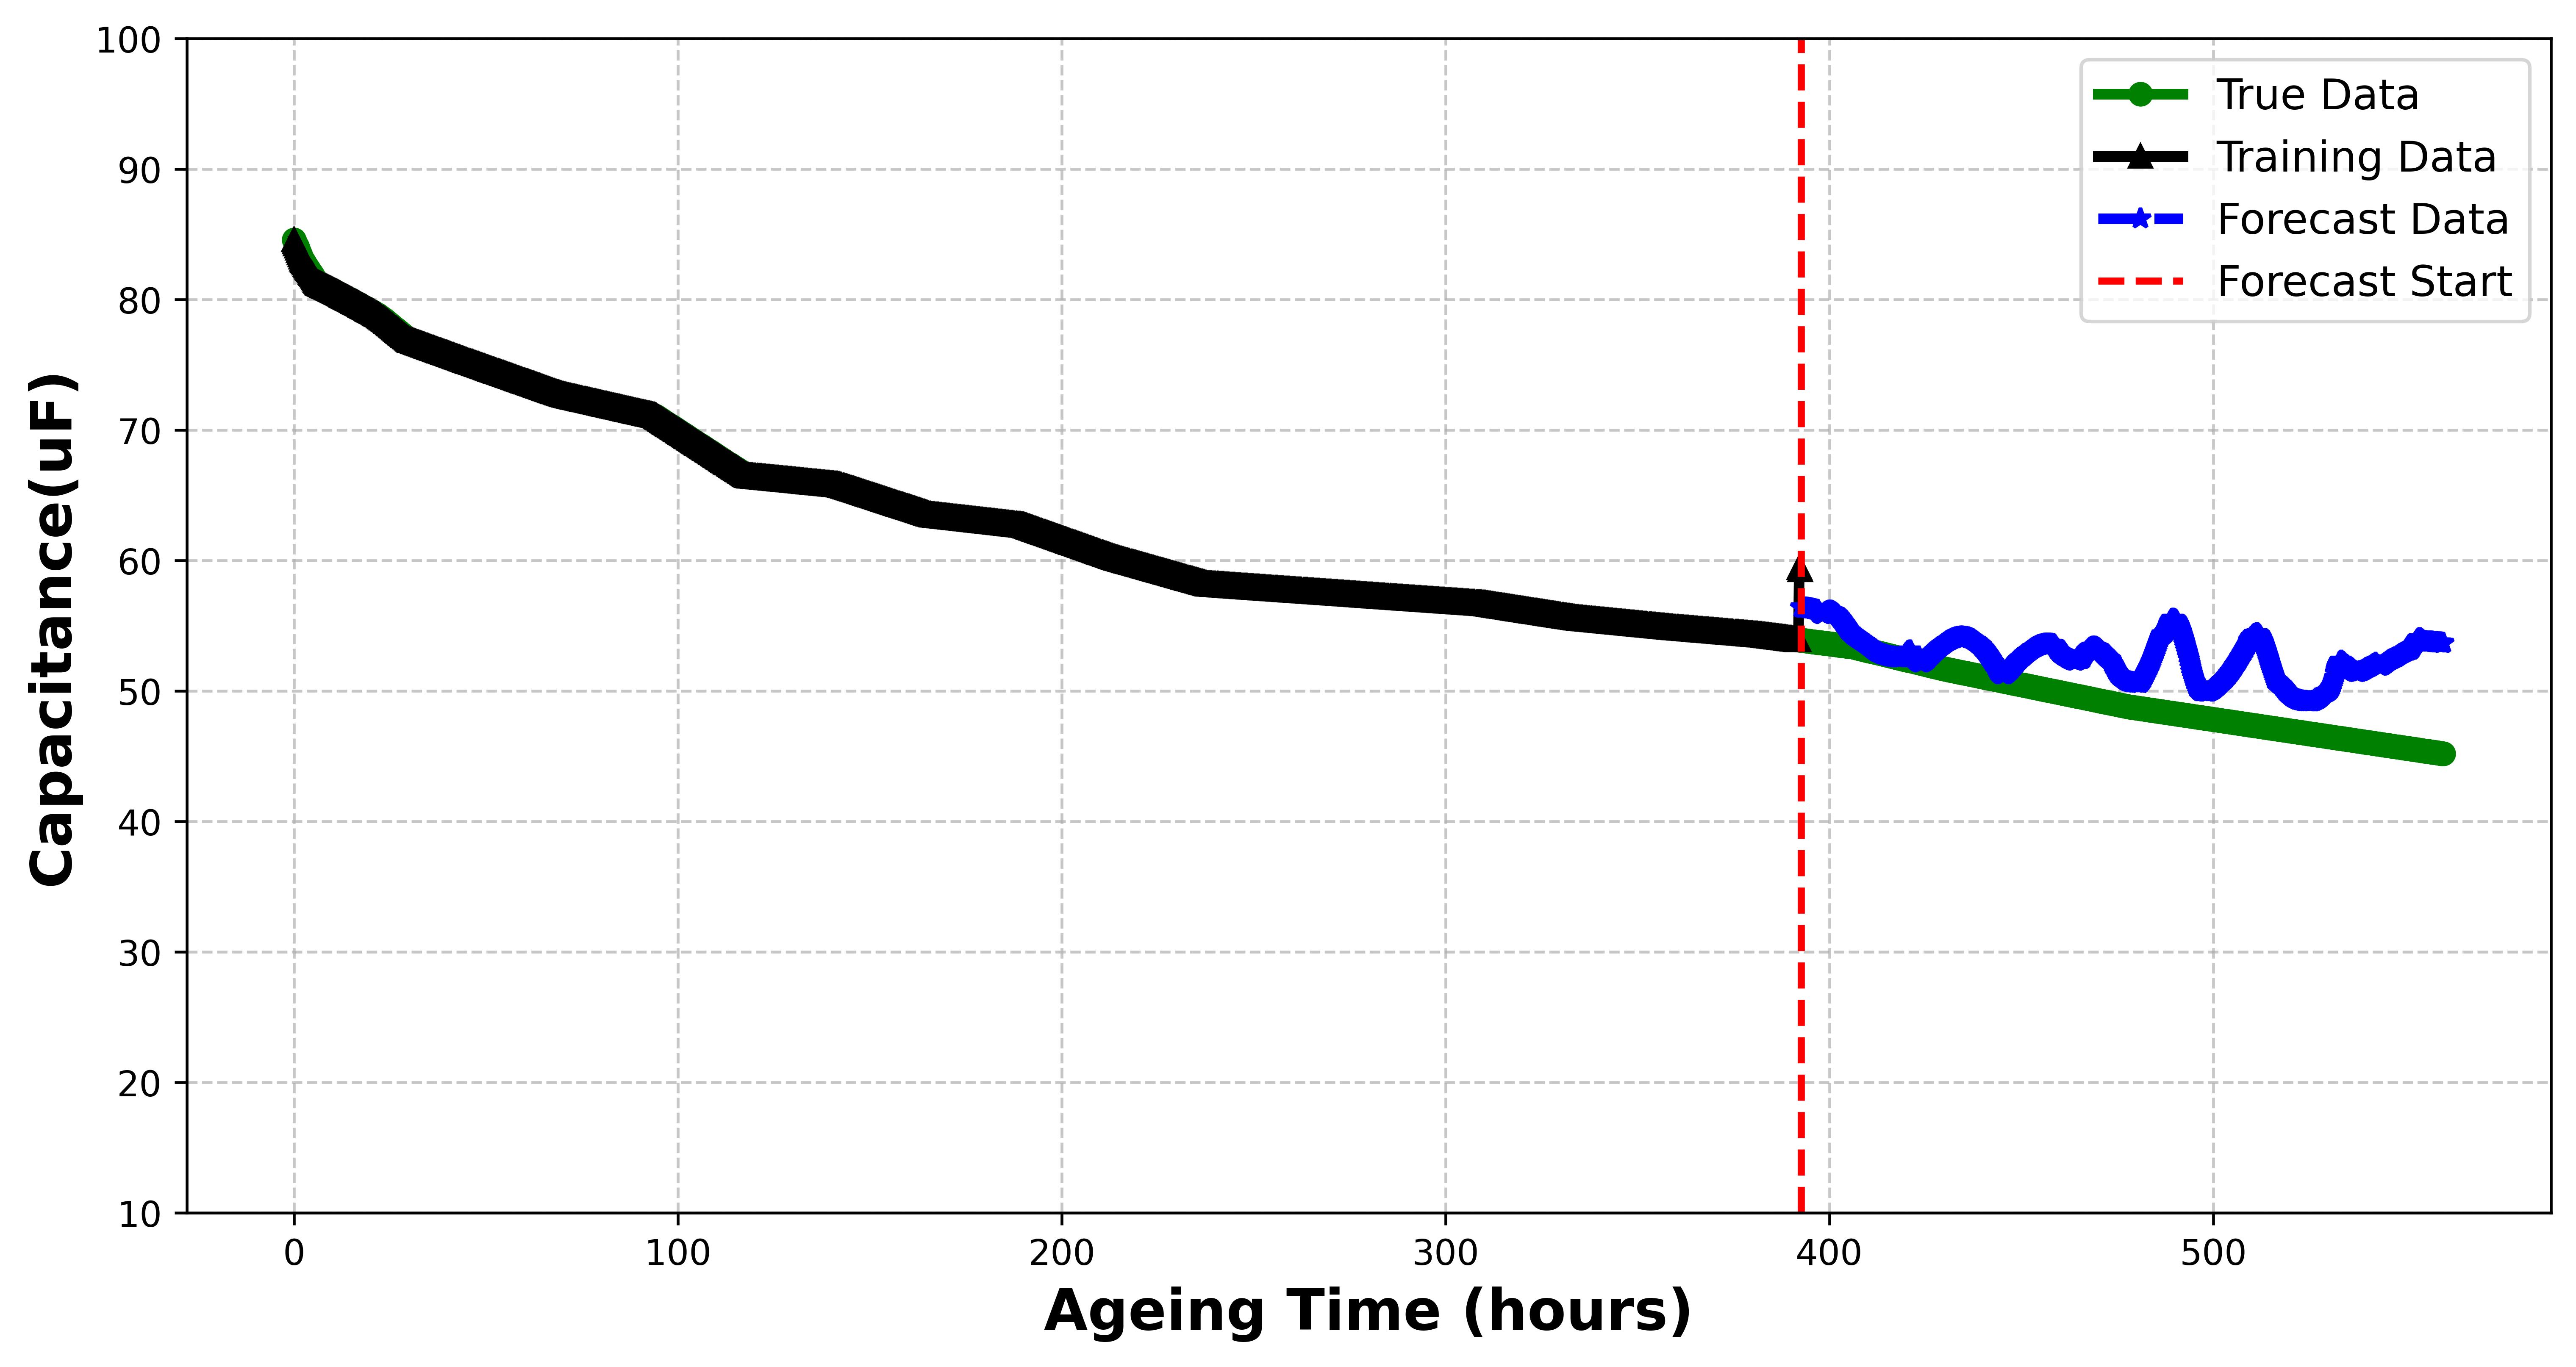 100
90
80
70
60
50
40
30
20
10
Capacitance(uF)
0 100 200 300 400 500
Ageing Time (hours)
True Data
Training Data
Forecast Data
Forecast Start